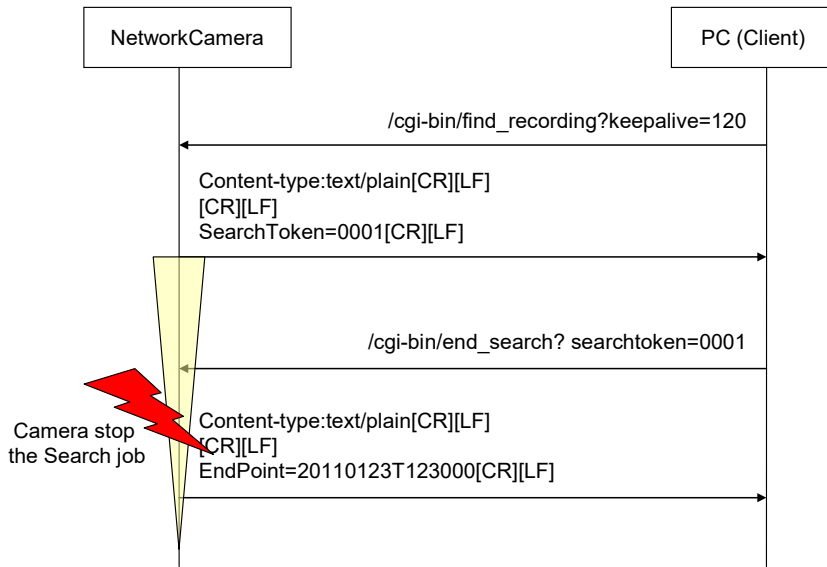 NetworkCamera
PC (Client)
/cgi-bin/find_recording?keepalive=120
Content-type:text/plain[CR][LF]
[CR][LF]
SearchToken=0001[CR][LF]
/cgi-bin/end_search? searchtoken=0001
Camera stop
the Search job
Content-type:text/plain[CR][LF]
[CR][LF]
EndPoint=20110123T123000[CR][LF]